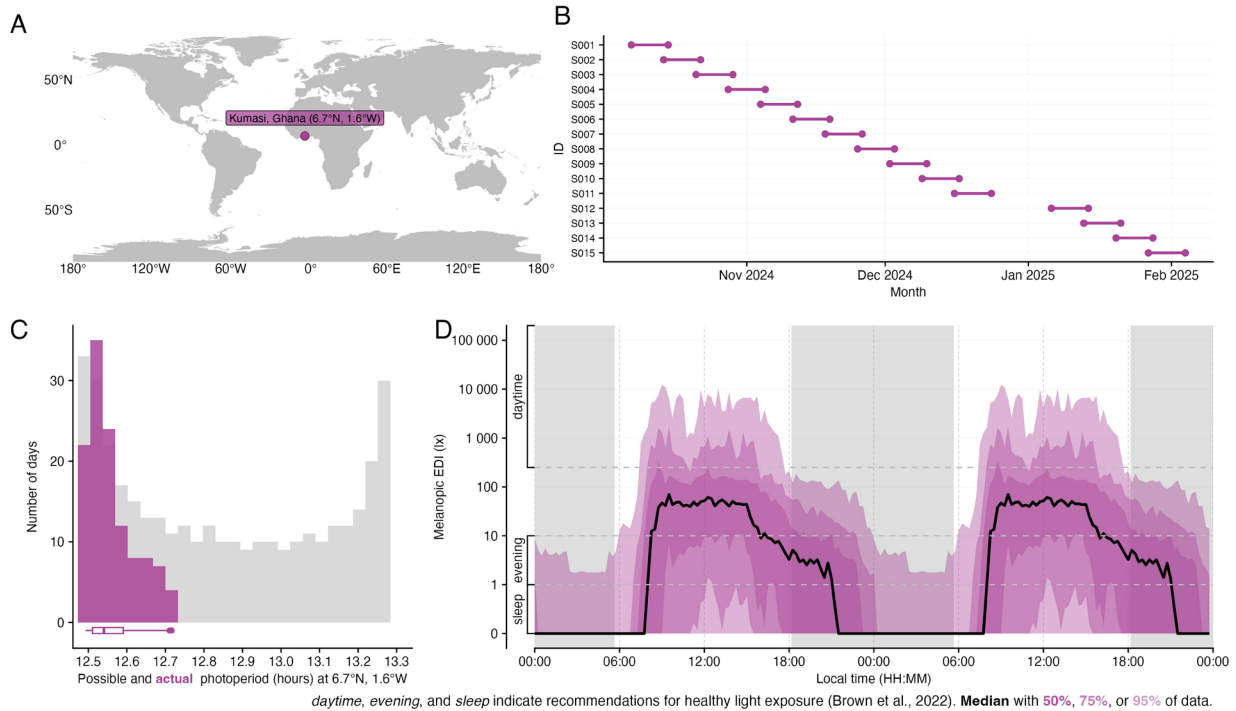 A
50°N
0°
50°S
Kumasi, Ghana (6.7°N, 1.6°W)
180°
120°W
60°W
0°
60°E
120°E
180°
B
ID
S001
S002
S003
S004
S005
S006
S007
S008
S009
S010
S011
S012
S013
S014
S015
Nov 2024
Dec 2024
Jan 2025
Feb 2025
Month
C
Number of days
30
20
10
0
12.5
12.6
12.7
12.8
12.9
13.0
13.1
13.2
13.3
Possible and actual photoperiod (hours) at 6.7°N, 1.6°W
D
Melanopic EDI (lx)
100 000
10 000
1 000
100
10
1
0
daytime
evening
sleep
00:00
06:00
12:00
18:00
00:00
06:00
12:00
18:00
00:00
Local time (HH:MM)
daytime, evening, and sleep indicate recommendations for healthy light exposure (Brown et al., 2022). Median with 50%, 75%, or 95% of data.